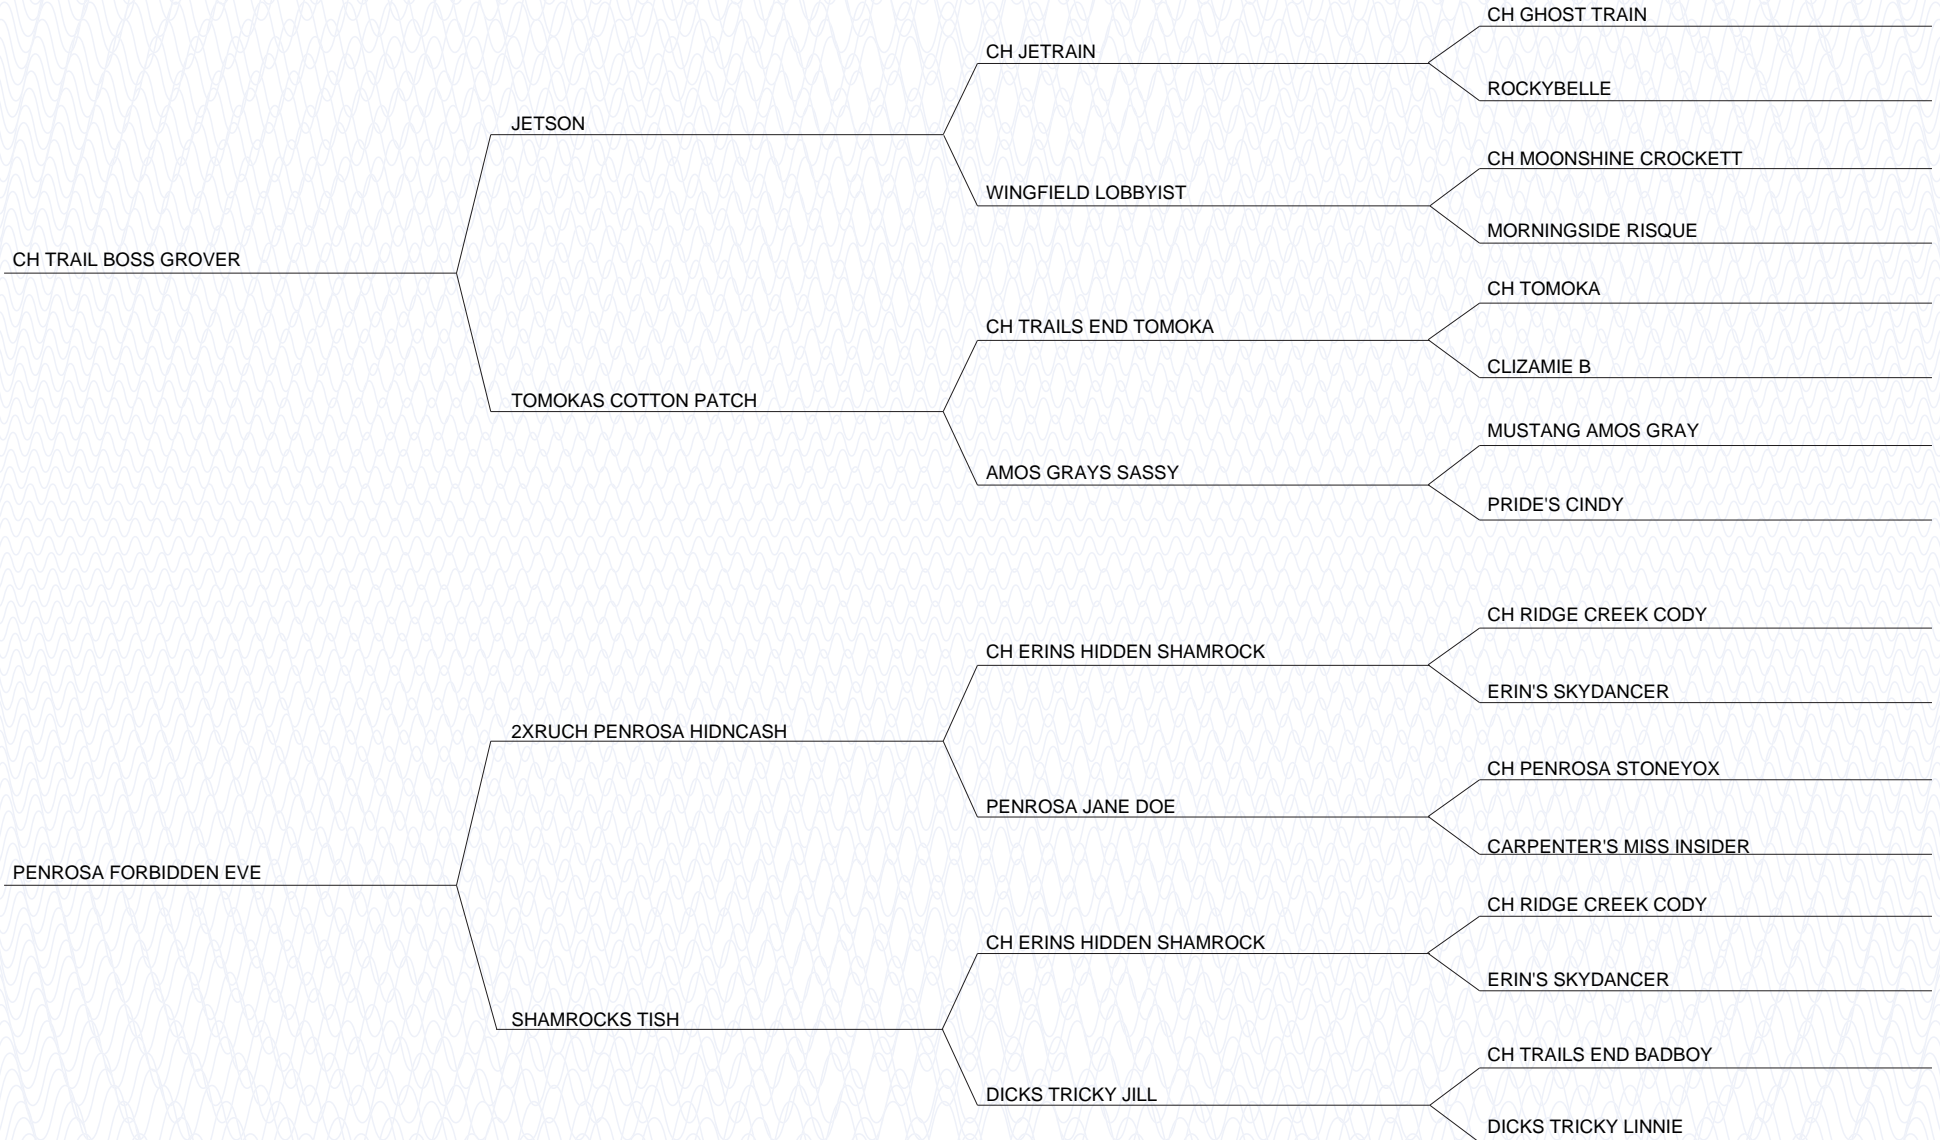 CH GHOST TRAIN
CH JETRAIN
ROCKYBELLE
JETSON
CH MOONSHINE CROCKETT
WINGFIELD LOBBYIST
MORNINGSIDE RISQUE
CH TRAIL BOSS GROVER
CH TOMOKA
CH TRAILS END TOMOKA
CLIZAMIE B
TOMOKAS COTTON PATCH
MUSTANG AMOS GRAY
AMOS GRAYS SASSY
PRIDE'S CINDY
CH RIDGE CREEK CODY
CH ERINS HIDDEN SHAMROCK
ERIN'S SKYDANCER
2XRUCH PENROSA HIDNCASH
CH PENROSA STONEYOX
PENROSA JANE DOE
CARPENTER'S MISS INSIDER
PENROSA FORBIDDEN EVE
CH RIDGE CREEK CODY
CH ERINS HIDDEN SHAMROCK
ERIN'S SKYDANCER
SHAMROCKS TISH
CH TRAILS END BADBOY
DICKS TRICKY JILL
DICKS TRICKY LINNIE